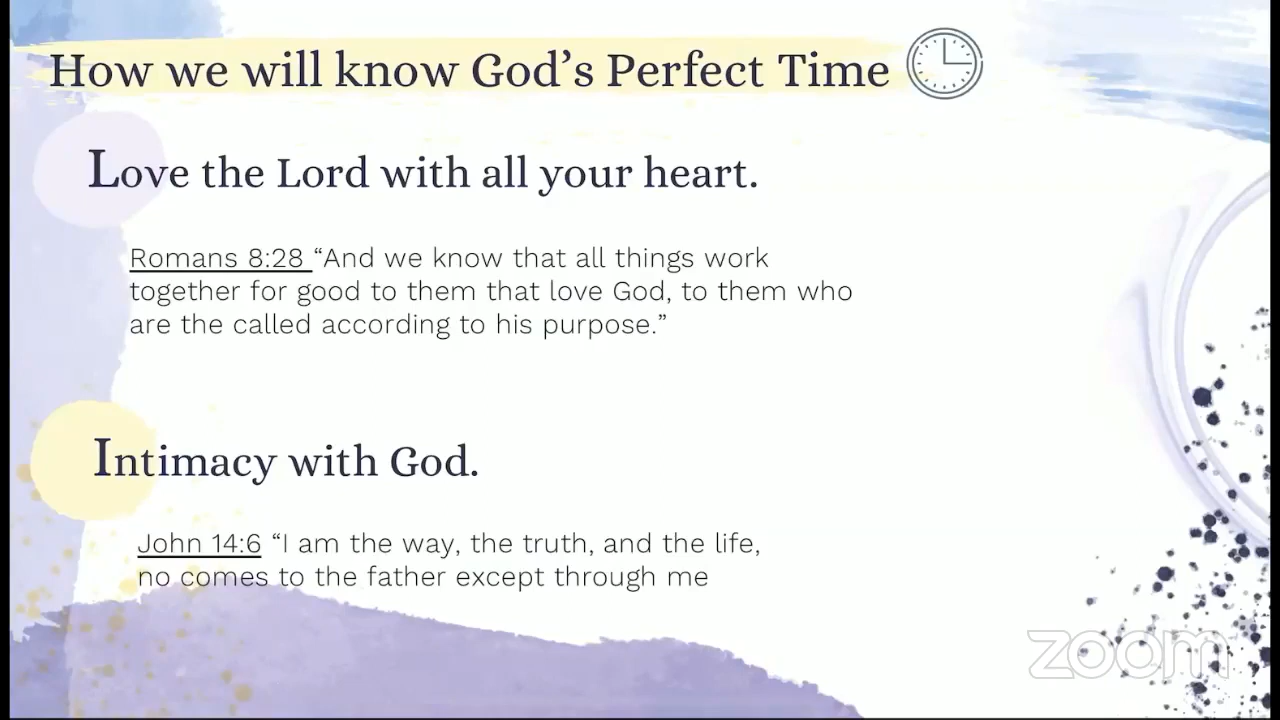 How we will know God’s Perfect Time
Love the Lord with all your heart.
Romans 8:28 “And we know that all things work
together for good to them that love God, to them who
are the called according to his purpose.”
Intimacy with God.
John 14:6 “I am the way, the truth, and the life,
no comes to the father except through me
zoom